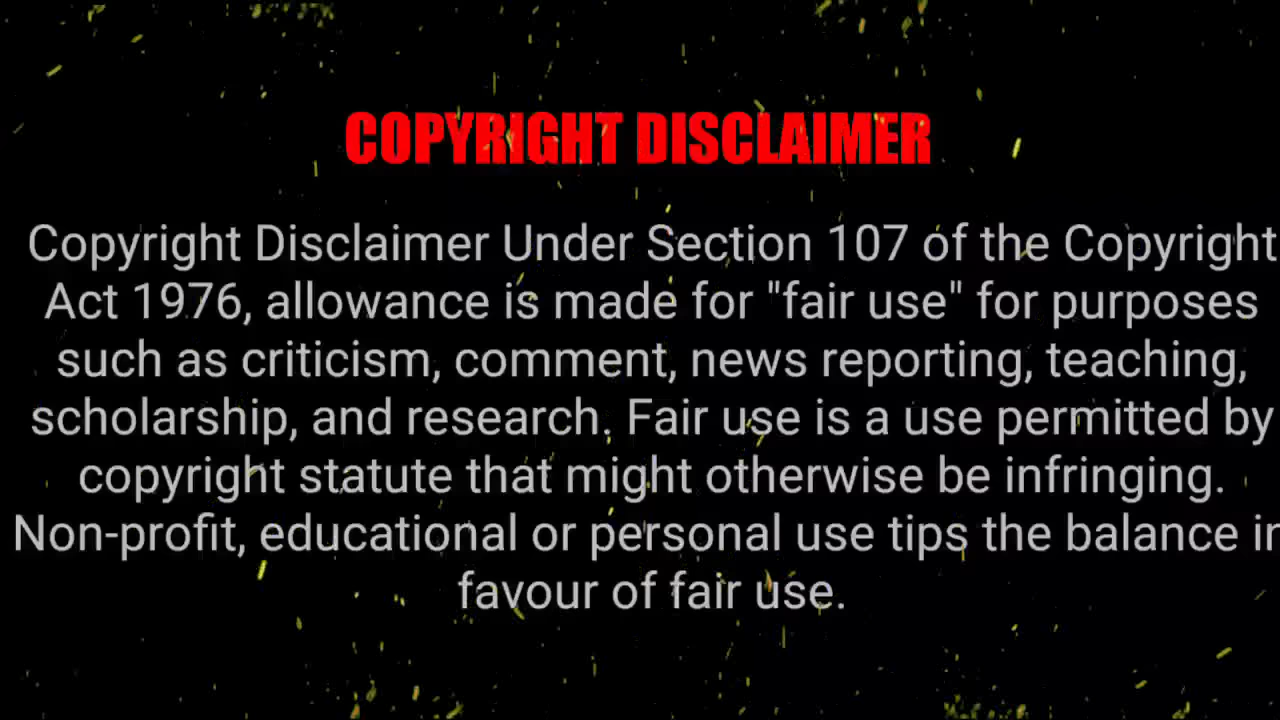 COPYRIGHT DISCLAIMER
Copyright Disclaimer Under Section 107 of the Copyright
Act 1976, allowance is made for "fair use" for purposes
such as criticism, comment, news reporting, teaching,
scholarship, and research. Fair use is a use permitted by
copyright statute that might otherwise be infringing.
Non-profit, educational or personal use tips the balance in
favour of fair use.